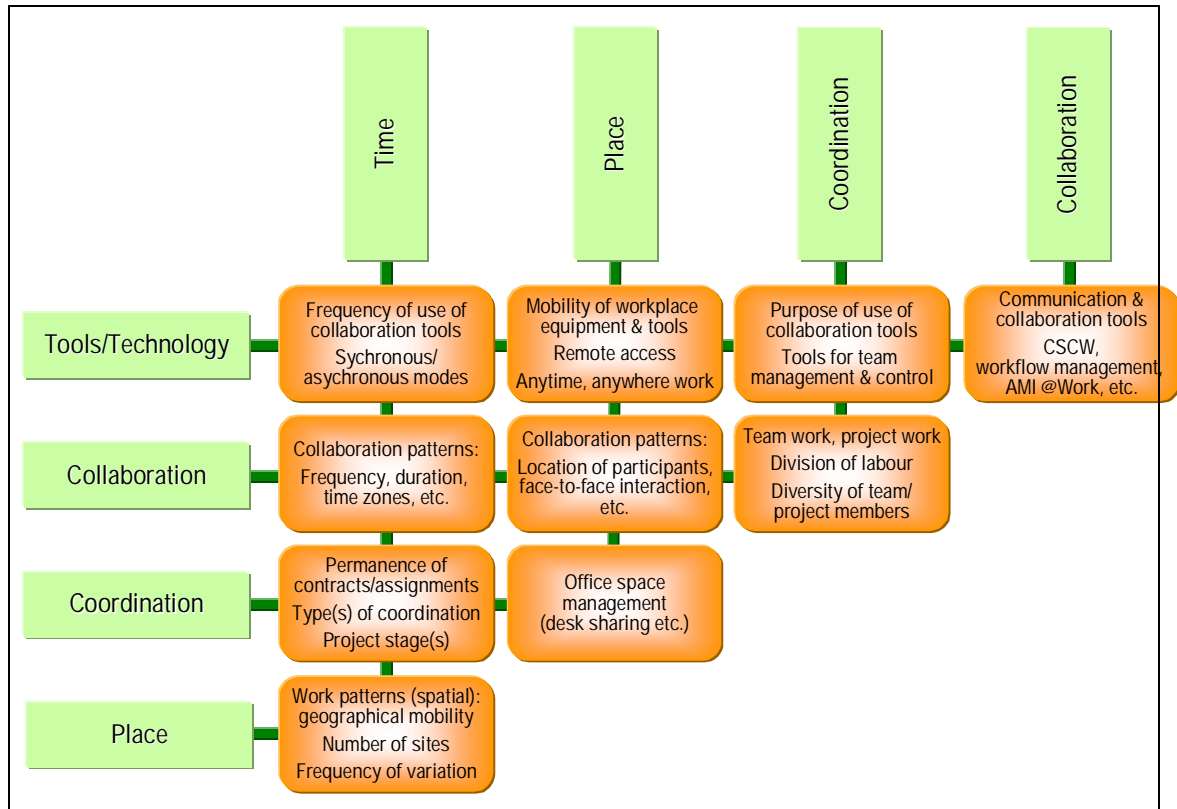 Time
Place
Coordination
Collaboration
Tools/Technology
Frequency of use of
collaboration tools
Sychronous/
asychronous modes
Mobility of workplace
equipment & tools
Remote access
Anytime, anywhere work
Purpose of use of
collaboration tools
Tools for team
management & control
Communication &
collaboration tools
CSCW,
workflow management,
AMI @Work, etc.
Collaboration
Collaboration patterns:
Frequency, duration,
time zones, etc.
Collaboration patterns:
Location of participants,
face-to-face interaction,
etc.
Team work, project work
Division of labour
Diversity of team/
project members
Coordination
Permanence of
contracts/assignments
Type(s) of coordination
Project stage(s)
Office space
management
(desk sharing etc.)
Place
Work patterns (spatial):
geographical mobility
Number of sites
Frequency of variation